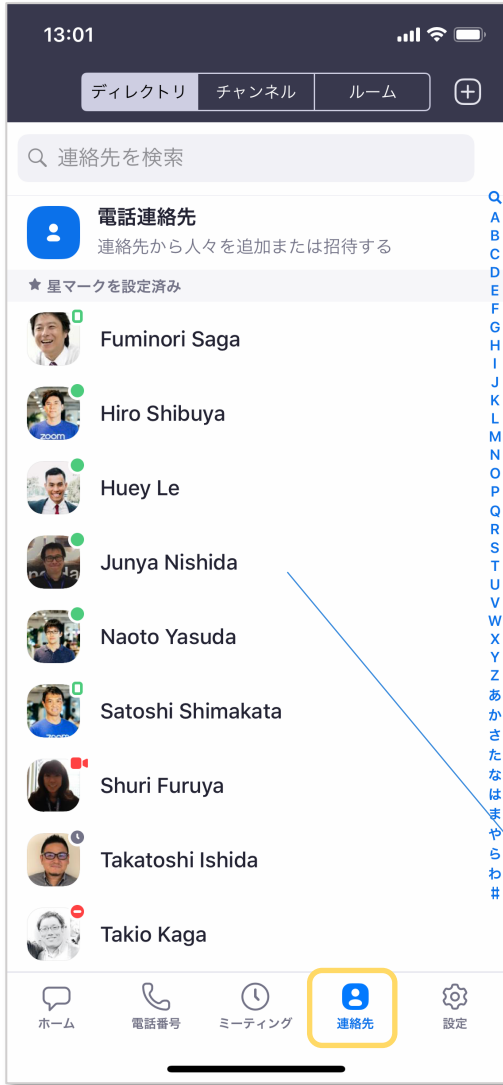 13:01
ディレクトリ チャンネル ルーム
連絡先を検索
電話連絡先
連絡先から人々を追加または招待する
星マークを設定済み
Fuminori Saga
Hiro Shibuya
zoom
Huey Le
Junya Nishida
Naoto Yasuda
Satoshi Shimakata
zoom
Shuri Furuya
Takatoshi Ishida
Takio Kaga
A
B
C
D
E
F
G
H
I
J
K
L
M
N
O
P
Q
R
S
T
U
V
W
X
Y
Z
あ
か
さ
た
な
は
ま
や
ら
わ
#
ホーム 電話番号 ミーティング 連絡先 設定